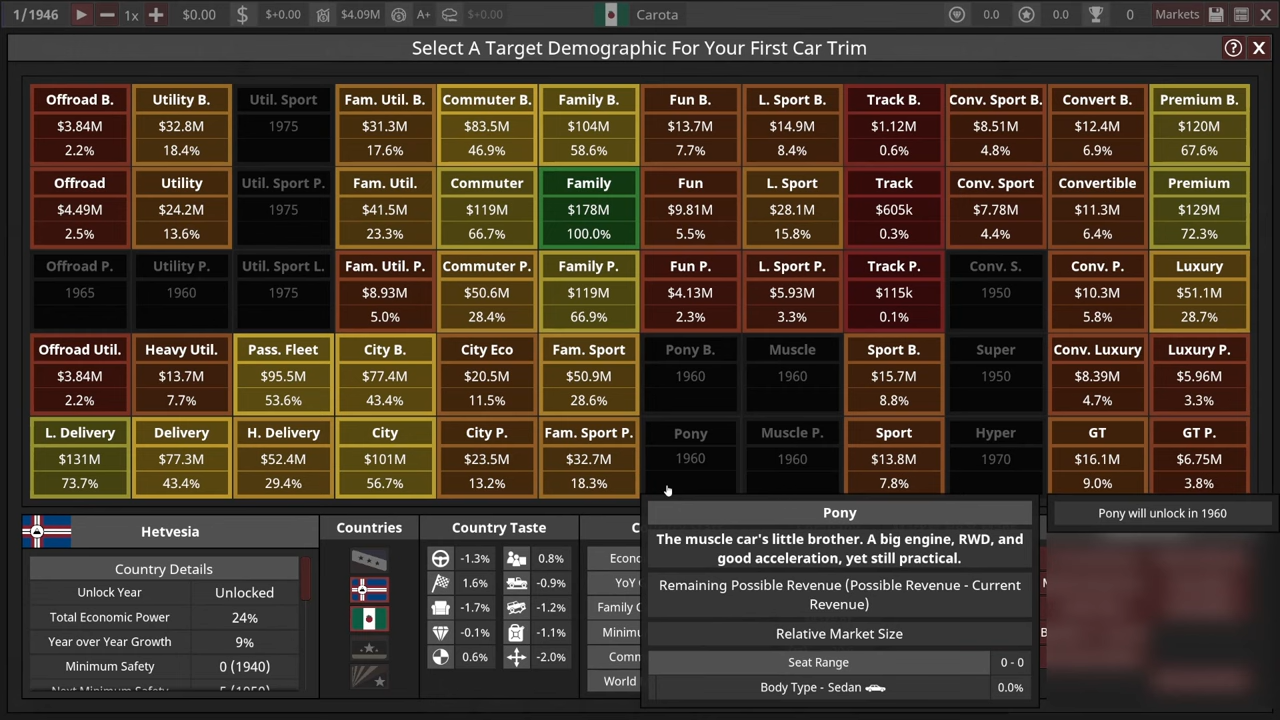 1/1946 1x $0.00 $+0.00 $4.09M A+ $+0.00 Carota 0.0 0.0 0 Markets
Select A Target Demographic For Your First Car Trim
Offroad B. Utility B. Util. Sport Fam. Util. B. Commuter B. Family B. Fun B. L. Sport B. Track B. Conv. Sport B. Convert B. Premium B.
$3.84M $32.8M 1975 $31.3M $83.5M $104M $13.7M $14.9M $1.12M $8.51M $12.4M $120M
2.2% 18.4% 17.6% 46.9% 58.6% 7.7% 8.4% 0.6% 4.8% 6.9% 67.6%
Offroad Utility Util. Sport P. Fam. Util. Commuter Family Fun L. Sport Track Conv. Sport Convertible Premium
$4.49M $24.2M 1975 $41.5M $119M $178M $9.81M $28.1M $605k $7.78M $11.3M $129M
2.5% 13.6% 23.3% 66.7% 100.0% 5.5% 15.8% 0.3% 4.4% 6.4% 72.3%
Offroad P. Utility P. Util. Sport L. Fam. Util. P. Commuter P. Family P. Fun P. L. Sport P. Track P. Conv. S. Conv. P. Luxury
1965 1960 1975 $8.93M $50.6M $119M $4.13M $5.93M $115k 1950 $10.3M $51.1M
5.0% 28.4% 66.9% 2.3% 3.3% 0.1% 5.8% 28.7%
Offroad Util. Heavy Util. Pass. Fleet City B. City Eco Fam. Sport Pony B. Muscle Sport B. Super Conv. Luxury Luxury P.
$3.84M $13.7M $95.5M $77.4M $20.5M $50.9M 1960 1960 $15.7M 1950 $8.39M $5.96M
2.2% 7.7% 53.6% 43.4% 11.5% 28.6% 8.8% 4.7% 3.3%
L. Delivery Delivery H. Delivery City City P. Fam. Sport P. Pony Muscle P. Sport Hyper GT GT P.
$131M $77.3M $52.4M $101M $23.5M $32.7M 1960 1960 $13.8M 1970 $16.1M $6.75M
73.7% 43.4% 29.4% 56.7% 13.2% 18.3% 7.8% 9.0% 3.8%
Hetvesia
Country Details
Unlock Year Unlocked
Total Economic Power 24%
Year over Year Growth 9%
Minimum Safety 0 (1940)
Countries
Country Taste
-1.3% 0.8%
1.6% -0.9%
-1.7% -1.2%
-0.1% -1.1%
0.6% -2.0%
C
Econo
YoY G
Family C
Minimu
Comm
World
Pony
The muscle car's little brother. A big engine, RWD, and
good acceleration, yet still practical.
Remaining Possible Revenue (Possible Revenue - Current
Revenue)
Relative Market Size
Seat Range 0 - 0
Body Type - Sedan 0.0%
Pony will unlock in 1960